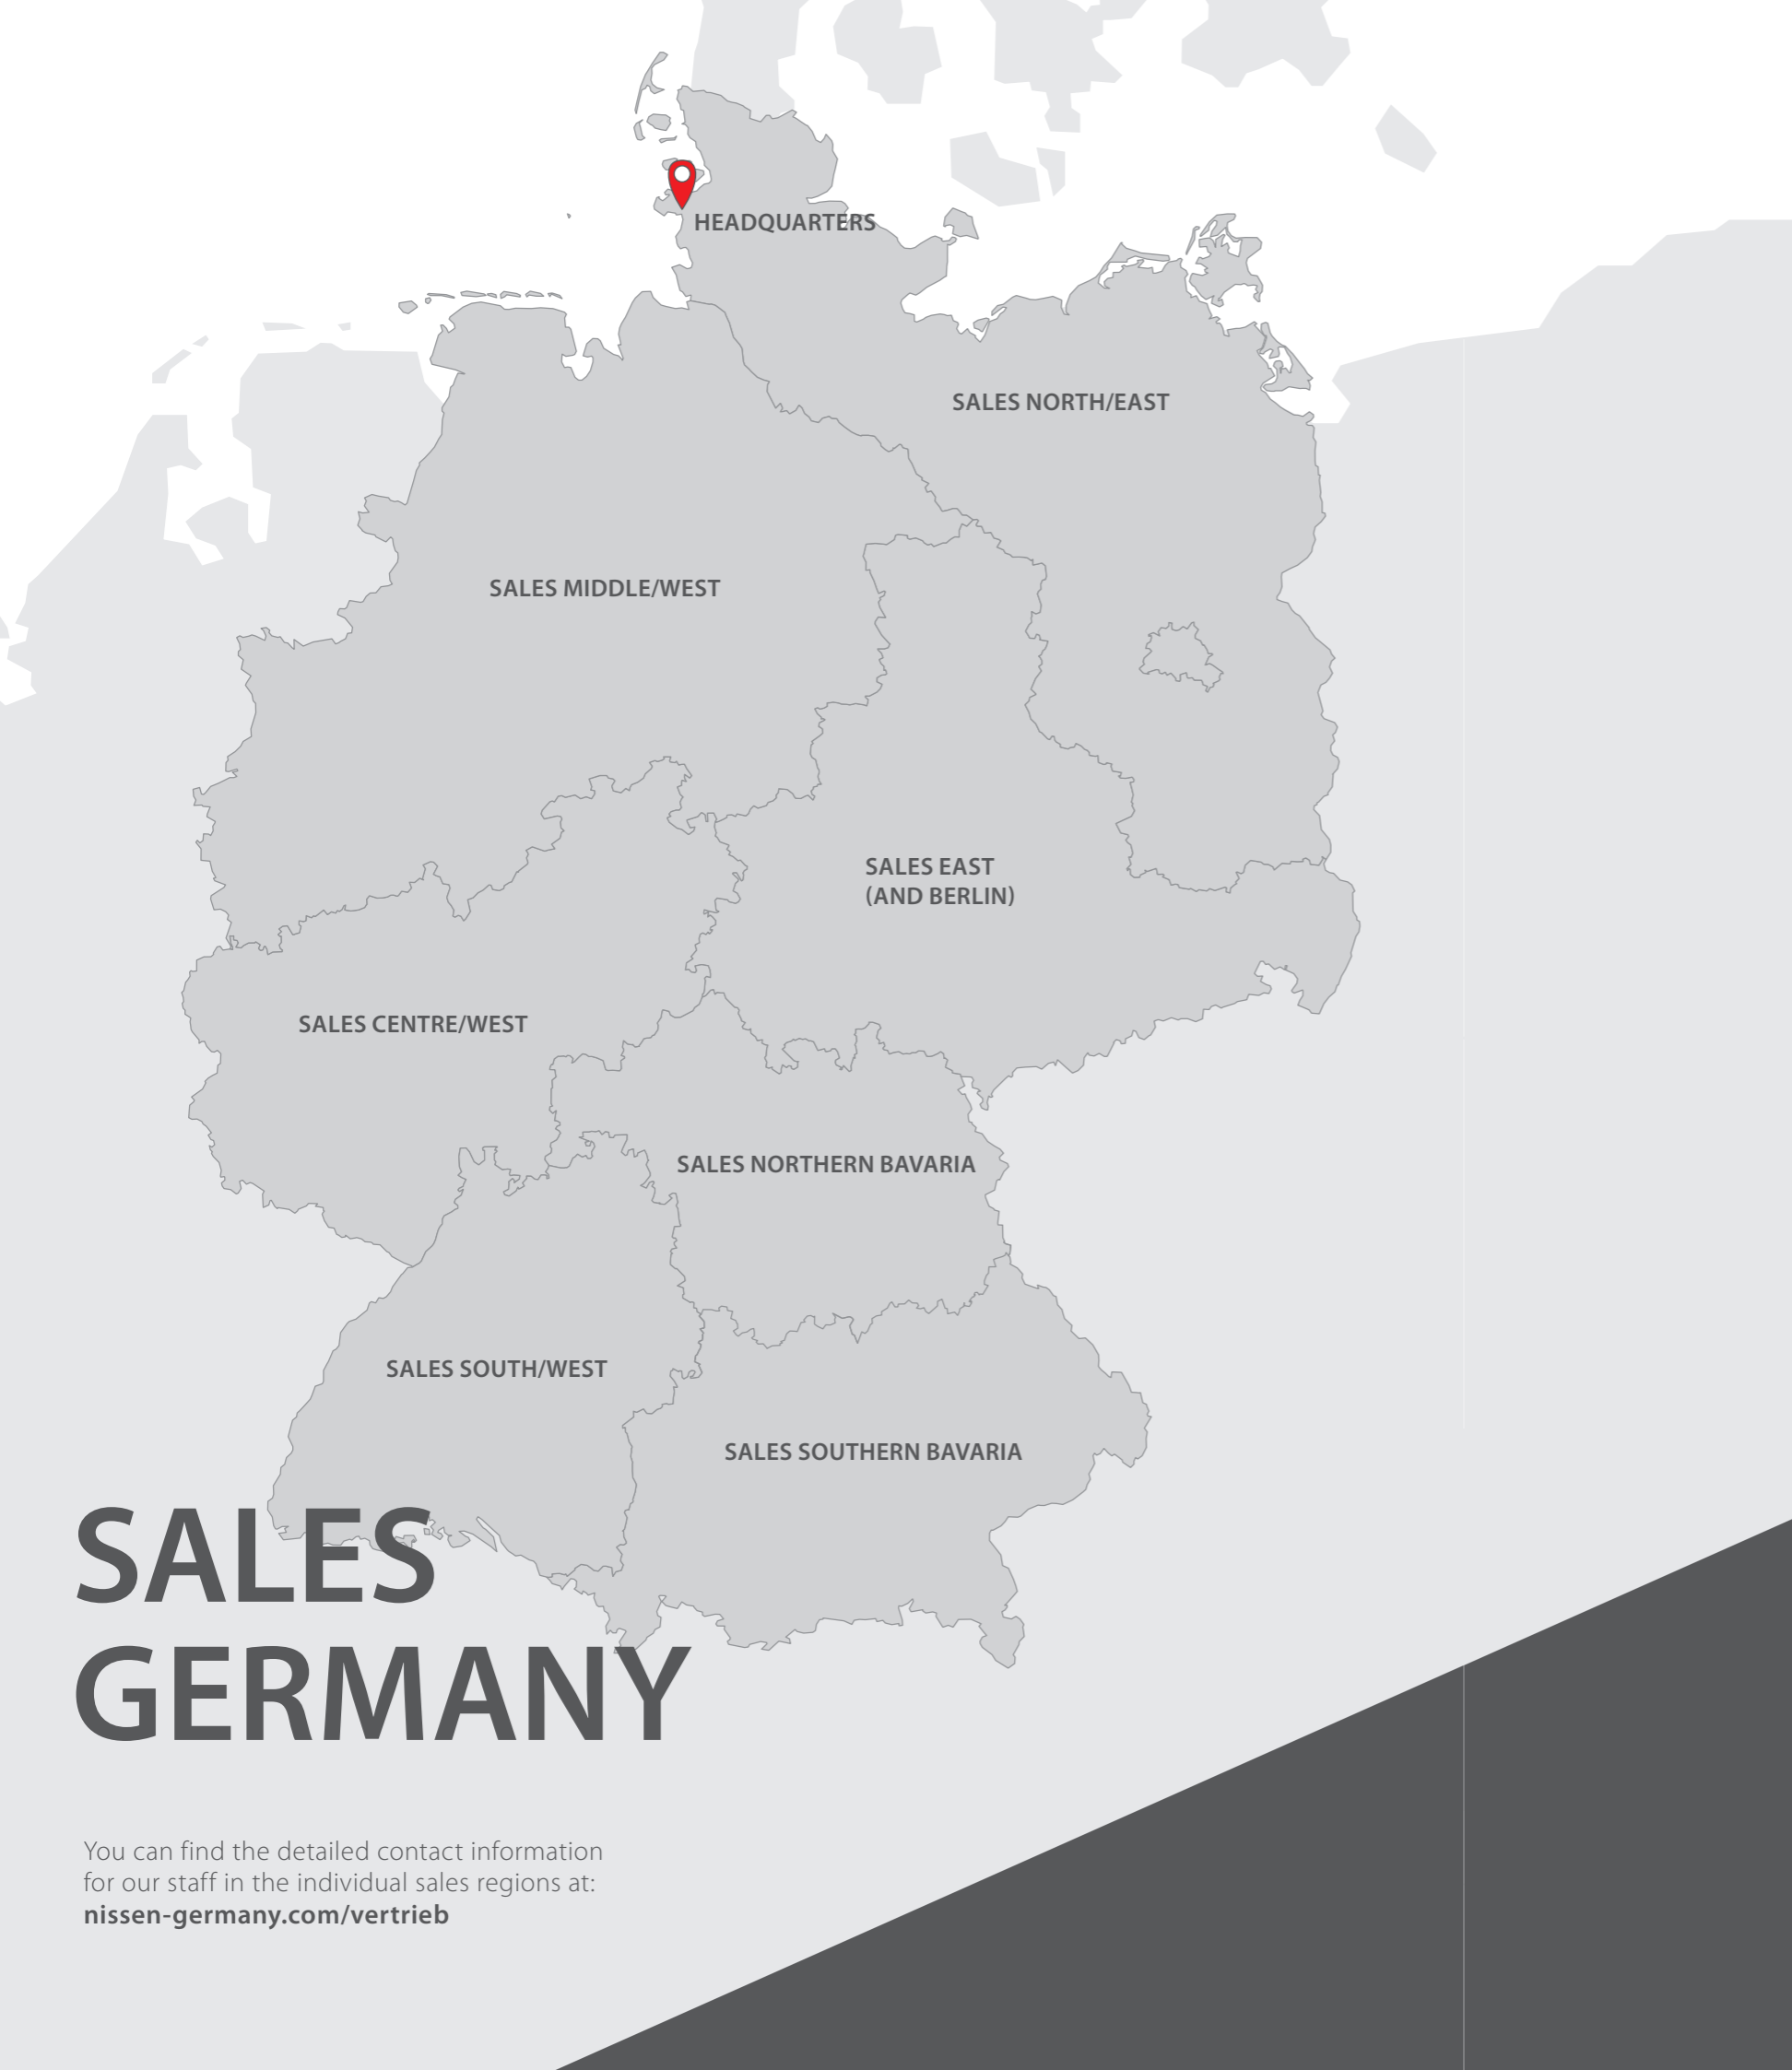 HEADQUARTERS
SALES NORTH/EAST
SALES MIDDLE/WEST
SALES EAST
(AND BERLIN)
SALES CENTRE/WEST
SALES NORTHERN BAVARIA
SALES SOUTH/WEST
SALES SOUTHERN BAVARIA
SALES
GERMANY
You can find the detailed contact information
for our staff in the individual sales regions at:
nissen-germany.com/vertrieb